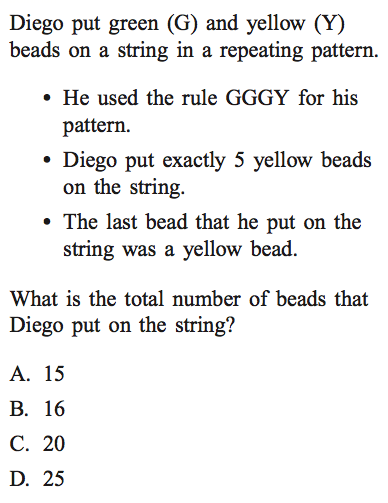 Diego put green (G) and yellow (Y)
beads on a string in a repeating pattern.
• He used the rule GGGY for his
pattern.
• Diego put exactly 5 yellow beads
on the string.
• The last bead that he put on the
string was a yellow bead.
What is the total number of beads that
Diego put on the string?
A. 15
B. 16
C. 20
D. 25